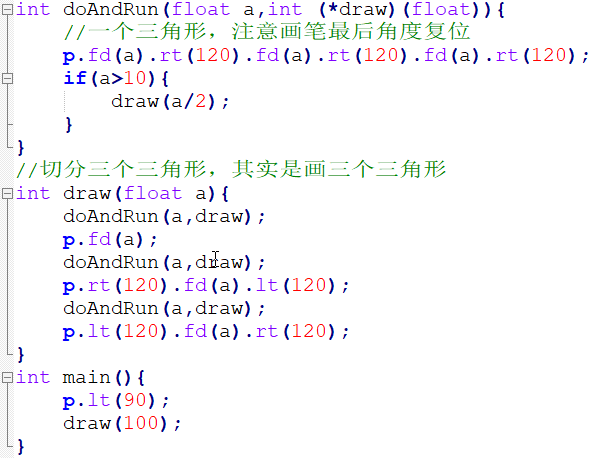 int doAndRun(float a,int (*draw)(float)){
    //一个三角形，注意画笔最后角度复位
    p.fd(a).rt(120).fd(a).rt(120).fd(a).rt(120);
    if(a>10){
        draw(a/2);
    }
}
//切分三个三角形，其实是画三个三角形
int draw(float a){
    doAndRun(a,draw);
    p.fd(a);
    doAndRun(a,draw);
    p.rt(120).fd(a).lt(120);
    doAndRun(a,draw);
    p.lt(120).fd(a).rt(120);
}
int main(){
    p.lt(90);
    draw(100);
}